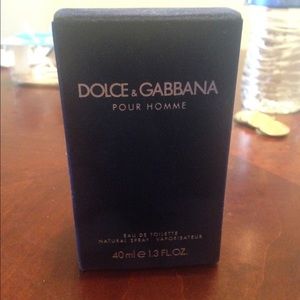 DOLCE & GABBANA
POUR HOMME
EAU DE TOILETTE
NATURAL SPRAY VAPORISATEUR
40 ml e 1.3 FL.OZ.